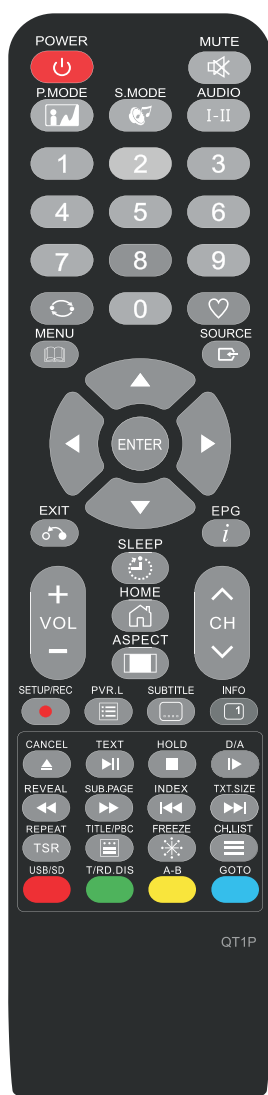 POWER MUTE
P.MODE S.MODE AUDIO
I-II
1 2 3
4 5 6
7 8 9
0
MENU SOURCE
ENTER
EXIT EPG
i
SLEEP
HOME
+ VOL −
CH
ASPECT
SETUP/REC PVR.L SUBTITLE INFO
1
CANCEL TEXT HOLD D/A
REVEAL SUB.PAGE INDEX TXT.SIZE
REPEAT TITLE/PBC FREEZE CH.LIST
TSR
USB/SD T/RD.DIS A-B GOTO
QT1P